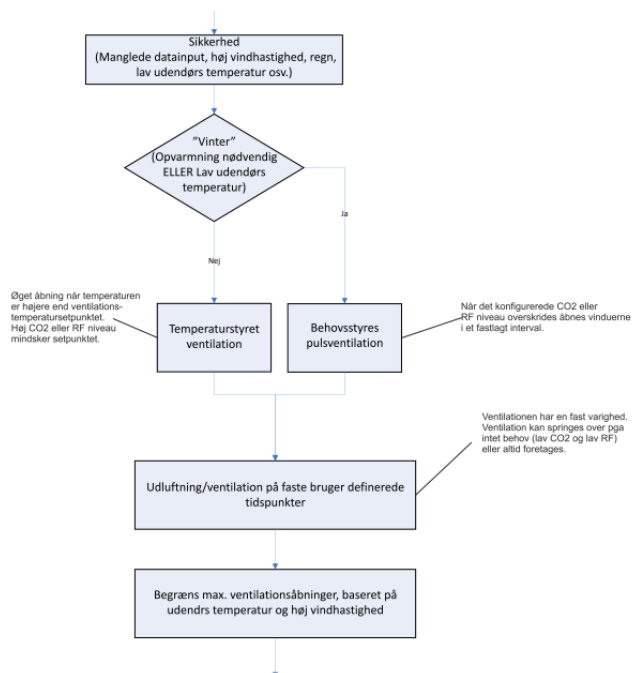 Sikkerhed
(Manglede datainput, høj vindhastighed, regn,
lav udendørs temperatur osv.)
"Vinter"
(Opvarmning nødvendig
ELLER Lav udendørs
temperatur)
Ja
Nej
Øget åbning når temperaturen
er højere end ventilations-
temperatursetpunktet.
Høj CO2 eller RF niveau
mindsker setpunktet.
Temperaturstyret
ventilation
Behovsstyres
pulsventilation
Når det konfigurerede CO2 eller
RF niveau overskrides åbnes vinduerne
i et fastlagt interval.
Ventilationen har en fast varighed.
Ventilation kan springes over pga
intet behov (lav CO2 og lav RF)
eller altid foretages.
Udluftning/ventilation på faste bruger definerede
tidspunkter
Begræns max. ventilationsåbninger, baseret på
udendrs temperatur og høj vindhastighed